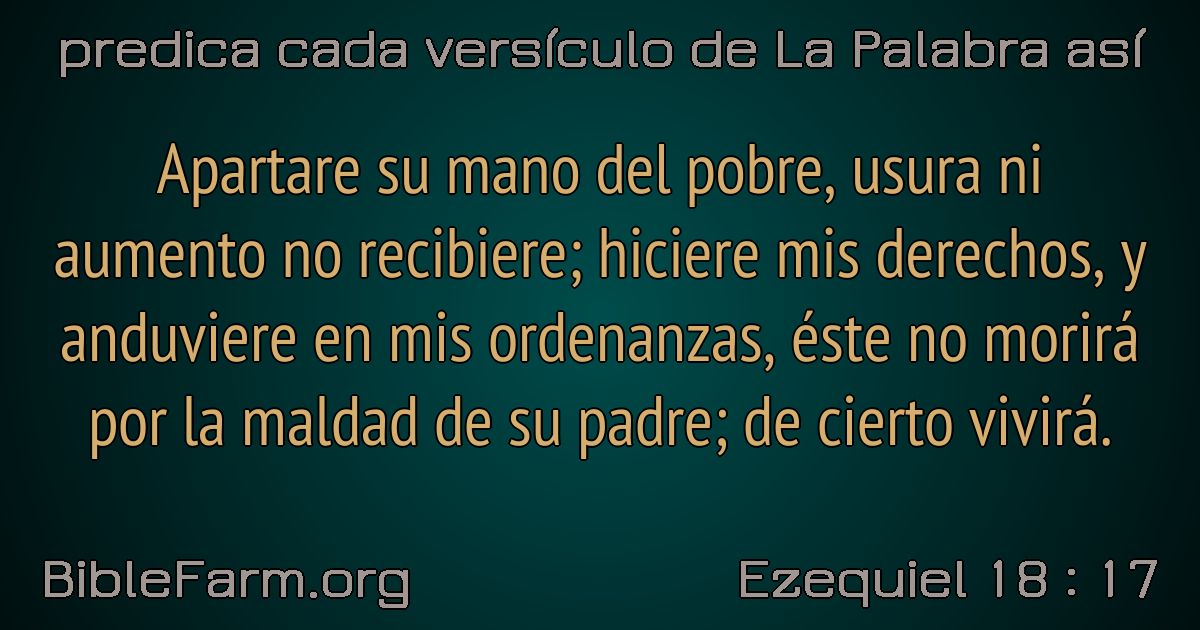 predica cada versículo de La Palabra así
Apartare su mano del pobre, usura ni
aumento no recibiere; hiciere mis derechos, y
anduviere en mis ordenanzas, éste no morirá
por la maldad de su padre; de cierto vivirá.
BibleFarm.org
Ezequiel 18 : 17